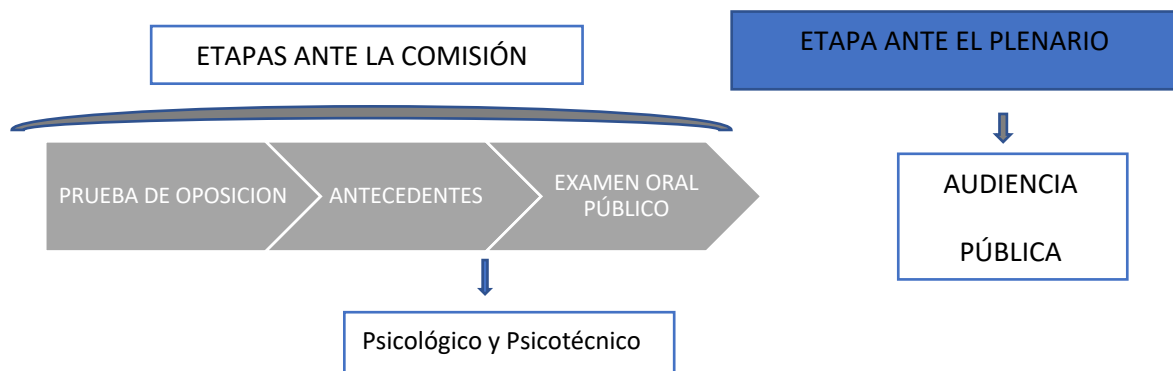 ETAPAS ANTE LA COMISIÓN
ETAPA ANTE EL PLENARIO
PRUEBA DE OPOSICION
ANTECEDENTES
EXAMEN ORAL
PÚBLICO
AUDIENCIA
PÚBLICA
Psicológico y Psicotécnico